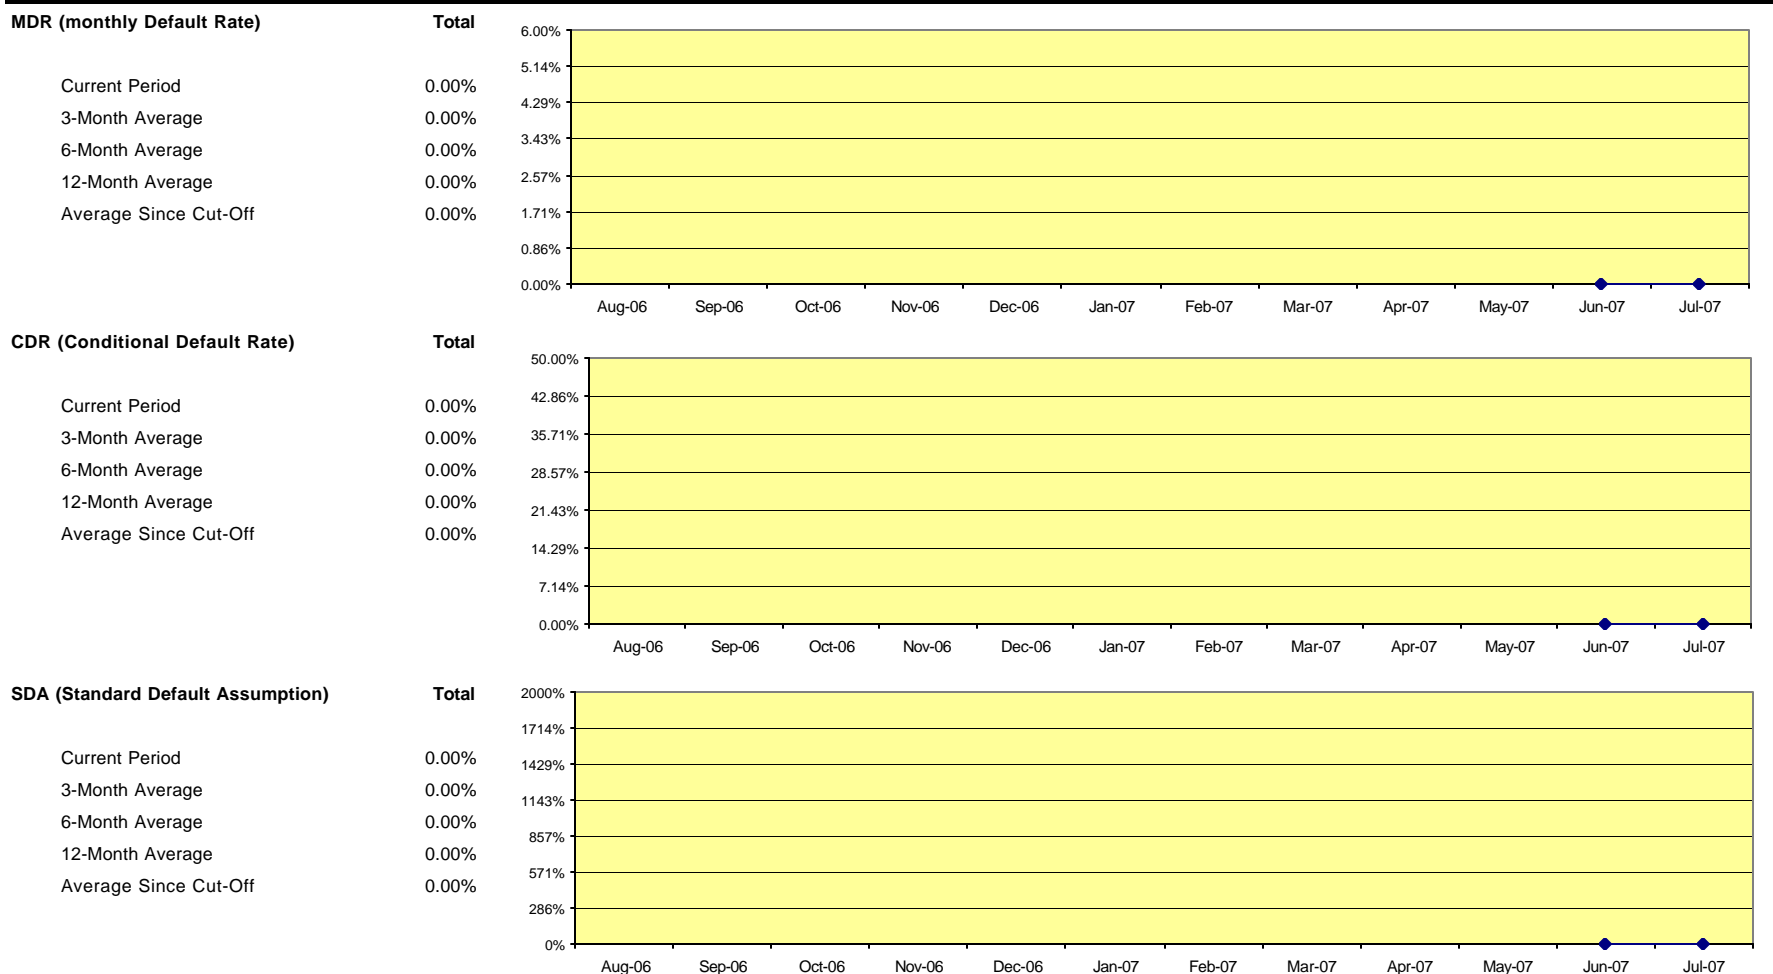 MDR (monthly Default Rate) Total
Current Period 0.00%
3-Month Average 0.00%
6-Month Average 0.00%
12-Month Average 0.00%
Average Since Cut-Off 0.00%
6.00%
5.14%
4.29%
3.43%
2.57%
1.71%
0.86%
0.00%
Aug-06 Sep-06 Oct-06 Nov-06 Dec-06 Jan-07 Feb-07 Mar-07 Apr-07 May-07 Jun-07 Jul-07
CDR (Conditional Default Rate) Total
Current Period 0.00%
3-Month Average 0.00%
6-Month Average 0.00%
12-Month Average 0.00%
Average Since Cut-Off 0.00%
50.00%
42.86%
35.71%
28.57%
21.43%
14.29%
7.14%
0.00%
Aug-06 Sep-06 Oct-06 Nov-06 Dec-06 Jan-07 Feb-07 Mar-07 Apr-07 May-07 Jun-07 Jul-07
SDA (Standard Default Assumption) Total
Current Period 0.00%
3-Month Average 0.00%
6-Month Average 0.00%
12-Month Average 0.00%
Average Since Cut-Off 0.00%
2000%
1714%
1429%
1143%
857%
571%
286%
0%
Aug-06 Sep-06 Oct-06 Nov-06 Dec-06 Jan-07 Feb-07 Mar-07 Apr-07 May-07 Jun-07 Jul-07